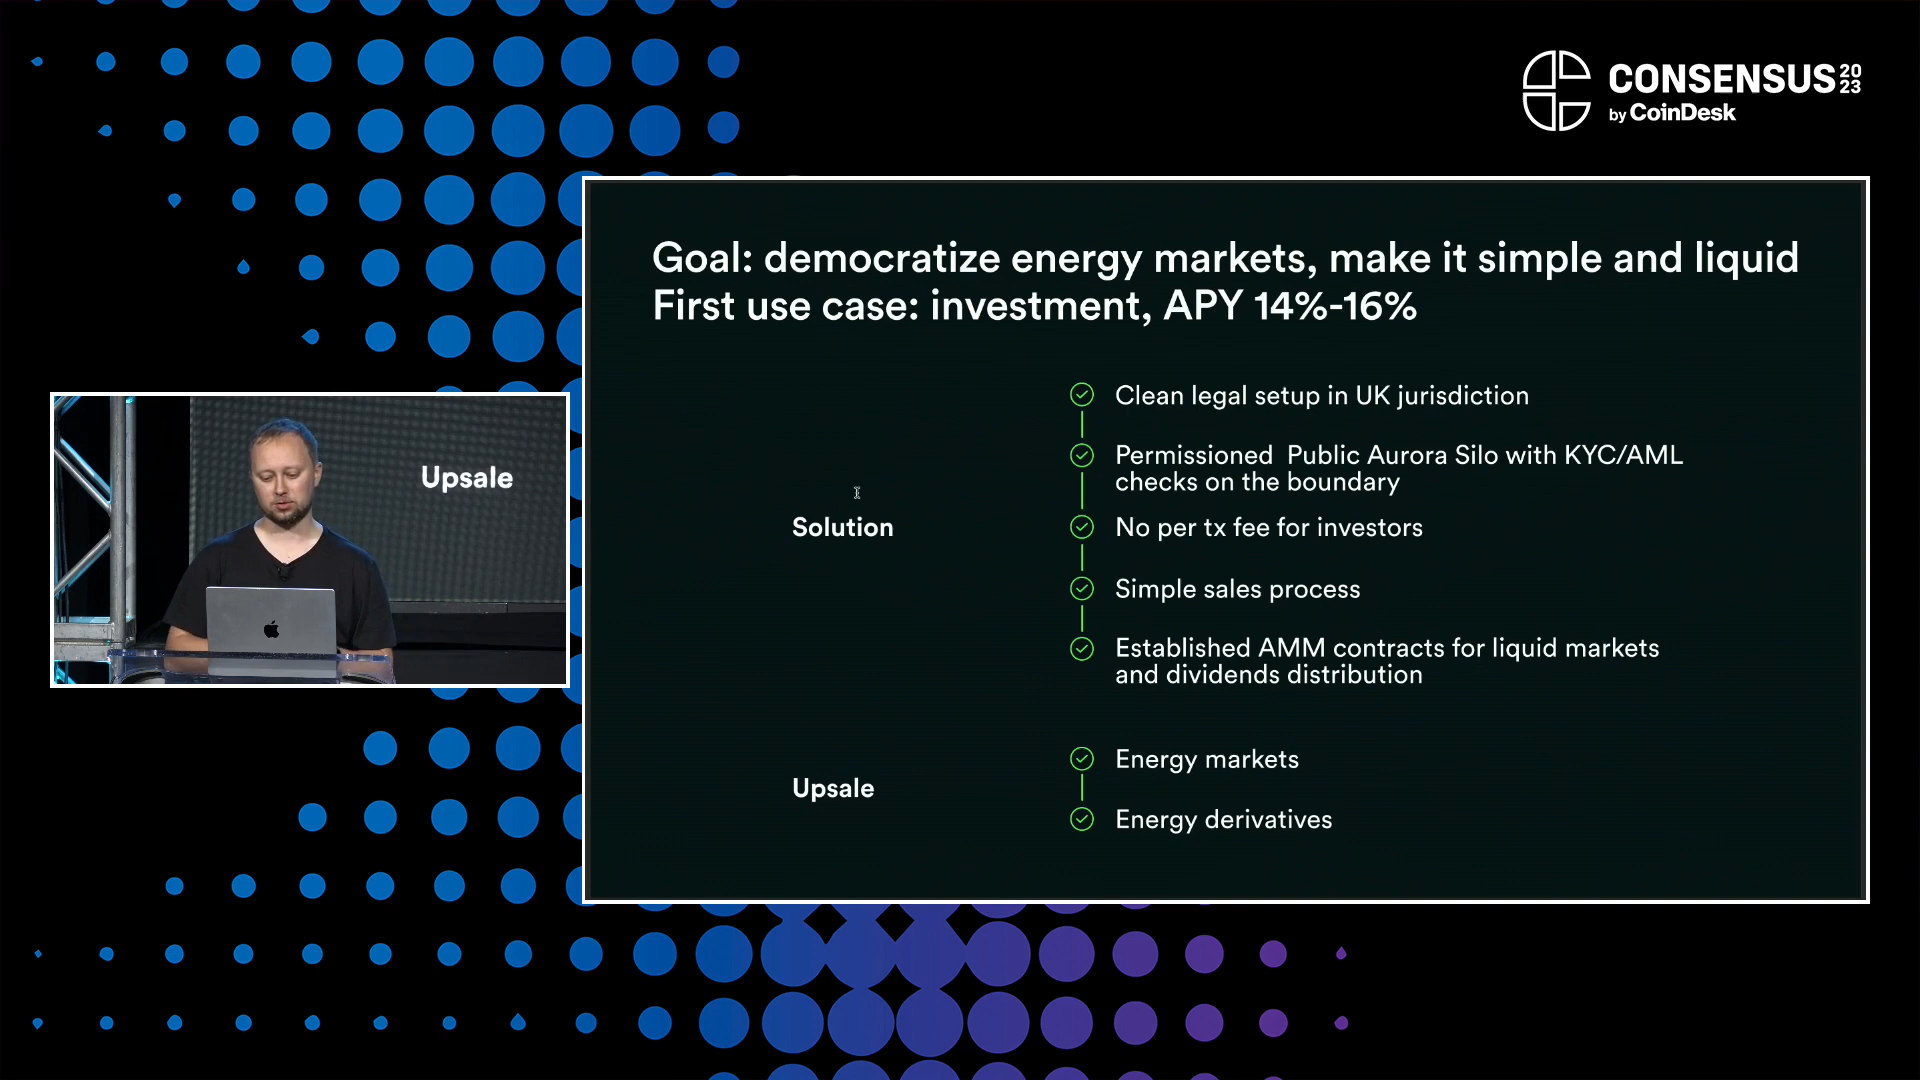 CONSENSUS 20
23
by CoinDesk
Goal: democratize energy markets, make it simple and liquid
First use case: investment, APY 14%-16%
Clean legal setup in UK jurisdiction
Permissioned Public Aurora Silo with KYC/AML
checks on the boundary
Solution
No per tx fee for investors
Simple sales process
Established AMM contracts for liquid markets
and dividends distribution
Upsale
Energy markets
Energy derivatives
Upsale